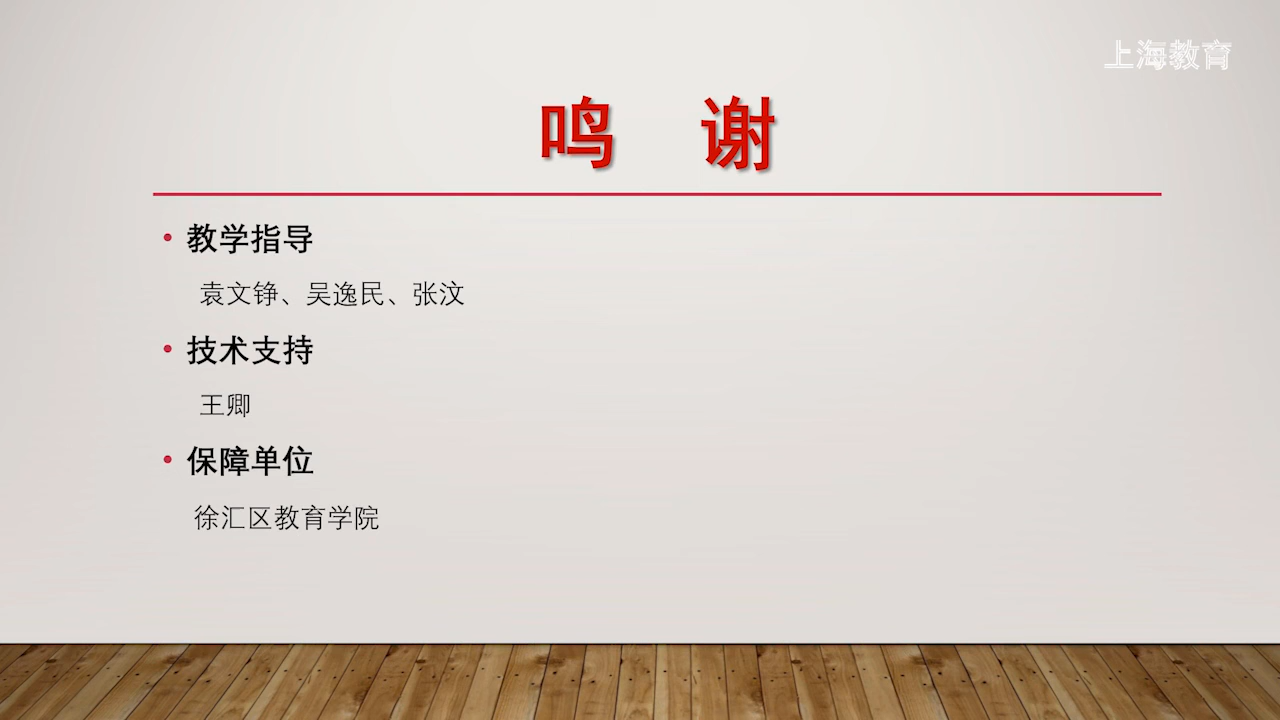 上海教育
鸣 谢
• 教学指导
袁文铮、吴逸民、张汶
• 技术支持
王卿
• 保障单位
徐汇区教育学院